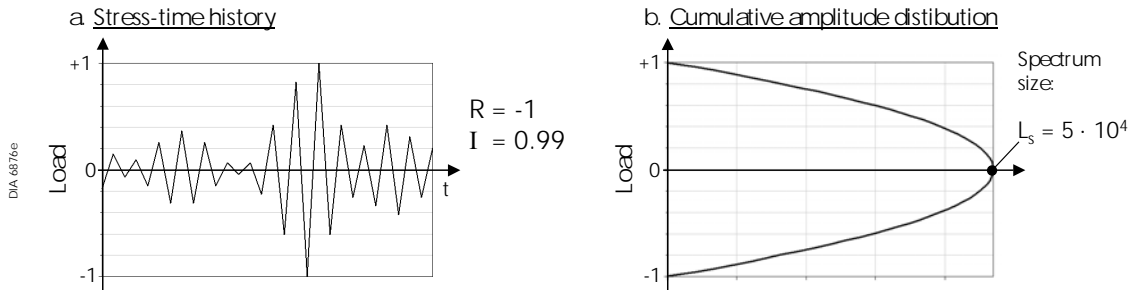 a. Stress-time history
+1
0
-1
Load
t
R = -1
I = 0.99
DIA 6876e
b. Cumulative amplitude distibution
+1
0
-1
Load
Spectrum
size:
Lₛ = 5 · 10⁴